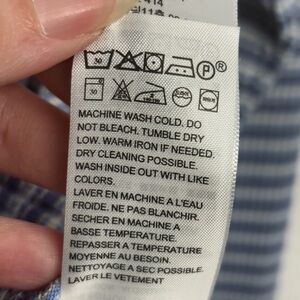 414
MACHINE WASH COLD. DO
NOT BLEACH. TUMBLE DRY
LOW. WARM IRON IF NEEDED.
DRY CLEANING POSSIBLE.
WASH INSIDE OUT WITH LIKE
COLORS.
LAVER EN MACHINE A L'EAU
FROIDE. NE PAS BLANCHIR.
SECHER EN MACHINE A
BASSE TEMPERATURE.
REPASSER A TEMPERATURE
MOYENNE AU BESOIN.
NETTOYAGE A SEC POSSIBLE.
LAVER LE VETEMENT